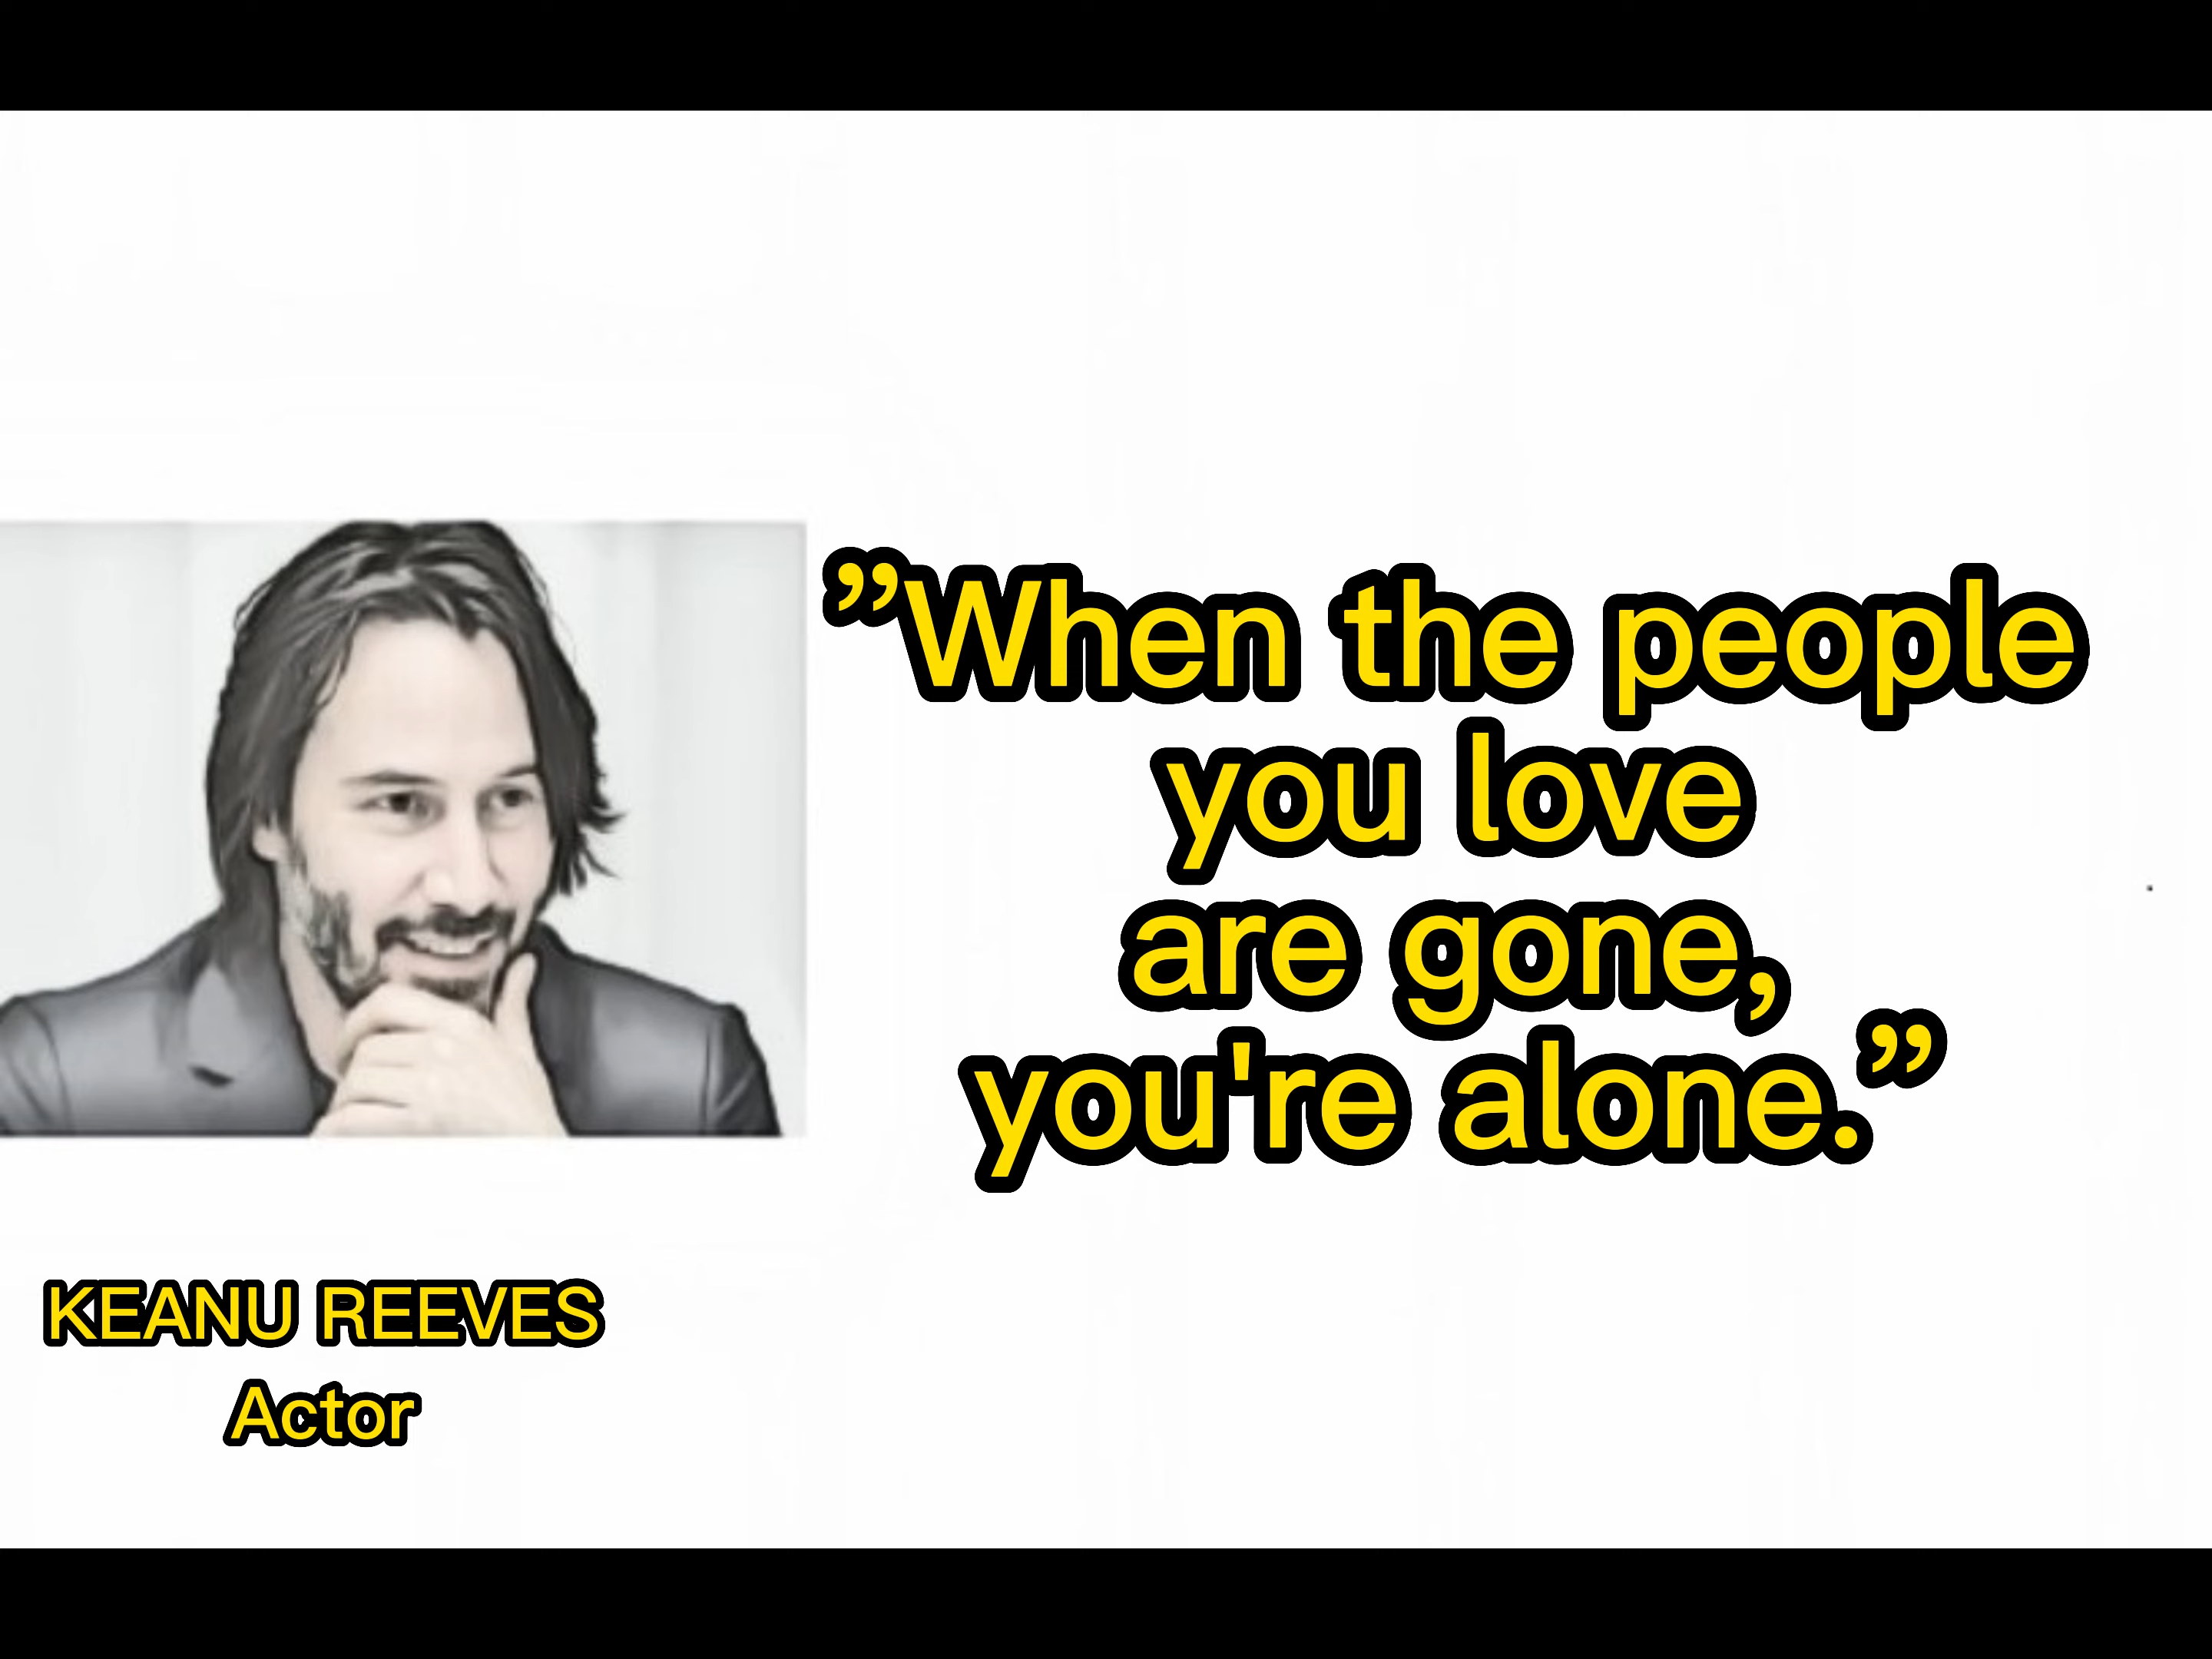 ”When the people
you love
are gone,
you're alone.”
KEANU REEVES
Actor